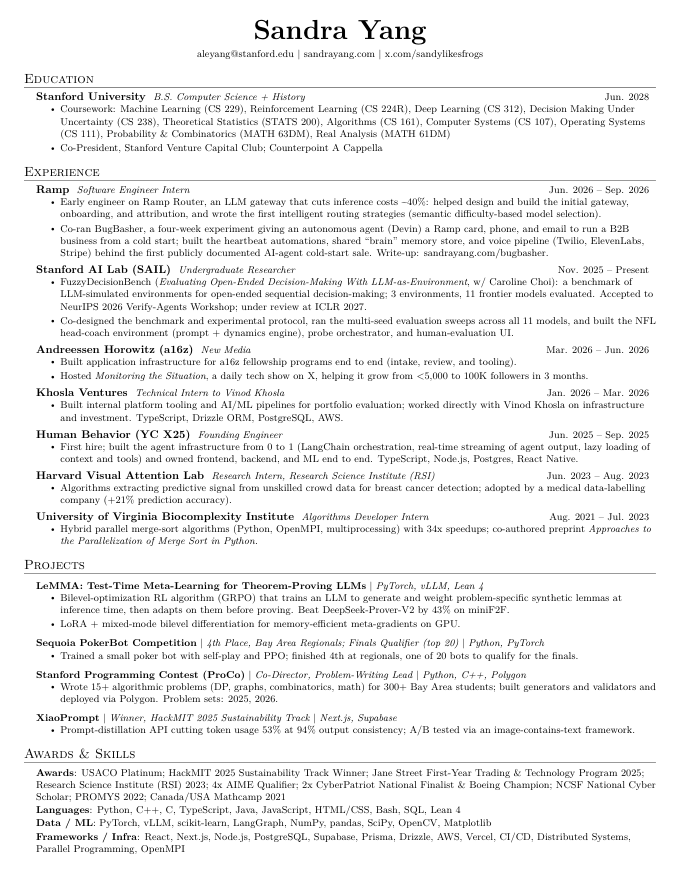 Sandra Yang
aleyang@stanford.edu | sandrayang.com | x.com/sandylikesfrogs
Education
Stanford University B.S. Computer Science + History Jun. 2028
• Coursework: Machine Learning (CS 229), Reinforcement Learning (CS 224R), Deep Learning (CS 312), Decision Making Under
Uncertainty (CS 238), Theoretical Statistics (STATS 200), Algorithms (CS 161), Computer Systems (CS 107), Operating Systems
(CS 111), Probability & Combinatorics (MATH 63DM), Real Analysis (MATH 61DM)
• Co-President, Stanford Venture Capital Club; Counterpoint A Cappella
Experience
Ramp Software Engineer Intern Jun. 2026 – Sep. 2026
• Early engineer on Ramp Router, an LLM gateway that cuts inference costs ~40%: helped design and build the initial gateway,
onboarding, and attribution, and wrote the first intelligent routing strategies (semantic difficulty-based model selection).
• Co-ran BugBasher, a four-week experiment giving an autonomous agent (Devin) a Ramp card, phone, and email to run a B2B
business from a cold start; built the heartbeat automations, shared “brain” memory store, and voice pipeline (Twilio, ElevenLabs,
Stripe) behind the first publicly documented AI-agent cold-start sale. Write-up: sandrayang.com/bugbasher.
Stanford AI Lab (SAIL) Undergraduate Researcher Nov. 2025 – Present
• FuzzyDecisionBench (Evaluating Open-Ended Decision-Making With LLM-as-Environment, w/ Caroline Choi): a benchmark of
LLM-simulated environments for open-ended sequential decision-making; 3 environments, 11 frontier models evaluated. Accepted to
NeurIPS 2026 Verify-Agents Workshop; under review at ICLR 2027.
• Co-designed the benchmark and experimental protocol, ran the multi-seed evaluation sweeps across all 11 models, and built the NFL
head-coach environment (prompt + dynamics engine), probe orchestrator, and human-evaluation UI.
Andreessen Horowitz (a16z) New Media Mar. 2026 – Jun. 2026
• Built application infrastructure for a16z fellowship programs end to end (intake, review, and tooling).
• Hosted Monitoring the Situation, a daily tech show on X, helping it grow from <5,000 to 100K followers in 3 months.
Khosla Ventures Technical Intern to Vinod Khosla Jan. 2026 – Mar. 2026
• Built internal platform tooling and AI/ML pipelines for portfolio evaluation; worked directly with Vinod Khosla on infrastructure
and investment. TypeScript, Drizzle ORM, PostgreSQL, AWS.
Human Behavior (YC X25) Founding Engineer Jun. 2025 – Sep. 2025
• First hire; built the agent infrastructure from 0 to 1 (LangChain orchestration, real-time streaming of agent output, lazy loading of
context and tools) and owned frontend, backend, and ML end to end. TypeScript, Node.js, Postgres, React Native.
Harvard Visual Attention Lab Research Intern, Research Science Institute (RSI) Jun. 2023 – Aug. 2023
• Algorithms extracting predictive signal from unskilled crowd data for breast cancer detection; adopted by a medical data-labelling
company (+21% prediction accuracy).
University of Virginia Biocomplexity Institute Algorithms Developer Intern Aug. 2021 – Jul. 2023
• Hybrid parallel merge-sort algorithms (Python, OpenMPI, multiprocessing) with 34x speedups; co-authored preprint Approaches to
the Parallelization of Merge Sort in Python.
Projects
LeMMA: Test-Time Meta-Learning for Theorem-Proving LLMs | PyTorch, vLLM, Lean 4
• Bilevel-optimization RL algorithm (GRPO) that trains an LLM to generate and weight problem-specific synthetic lemmas at
inference time, then adapts on them before proving. Beat DeepSeek-Prover-V2 by 43% on miniF2F.
• LoRA + mixed-mode bilevel differentiation for memory-efficient meta-gradients on GPU.
Sequoia PokerBot Competition | 4th Place, Bay Area Regionals; Finals Qualifier (top 20) | Python, PyTorch
• Trained a small poker bot with self-play and PPO; finished 4th at regionals, one of 20 bots to qualify for the finals.
Stanford Programming Contest (ProCo) | Co-Director, Problem-Writing Lead | Python, C++, Polygon
• Wrote 15+ algorithmic problems (DP, graphs, combinatorics, math) for 300+ Bay Area students; built generators and validators and
deployed via Polygon. Problem sets: 2025, 2026.
XiaoPrompt | Winner, HackMIT 2025 Sustainability Track | Next.js, Supabase
• Prompt-distillation API cutting token usage 53% at 94% output consistency; A/B tested via an image-contains-text framework.
Awards & Skills
Awards: USACO Platinum; HackMIT 2025 Sustainability Track Winner; Jane Street First-Year Trading & Technology Program 2025;
Research Science Institute (RSI) 2023; 4x AIME Qualifier; 2x CyberPatriot National Finalist & Boeing Champion; NCSF National Cyber
Scholar; PROMYS 2022; Canada/USA Mathcamp 2021
Languages: Python, C++, C, TypeScript, Java, JavaScript, HTML/CSS, Bash, SQL, Lean 4
Data / ML: PyTorch, vLLM, scikit-learn, LangGraph, NumPy, pandas, SciPy, OpenCV, Matplotlib
Frameworks / Infra: React, Next.js, Node.js, PostgreSQL, Supabase, Prisma, Drizzle, AWS, Vercel, CI/CD, Distributed Systems,
Parallel Programming, OpenMPI